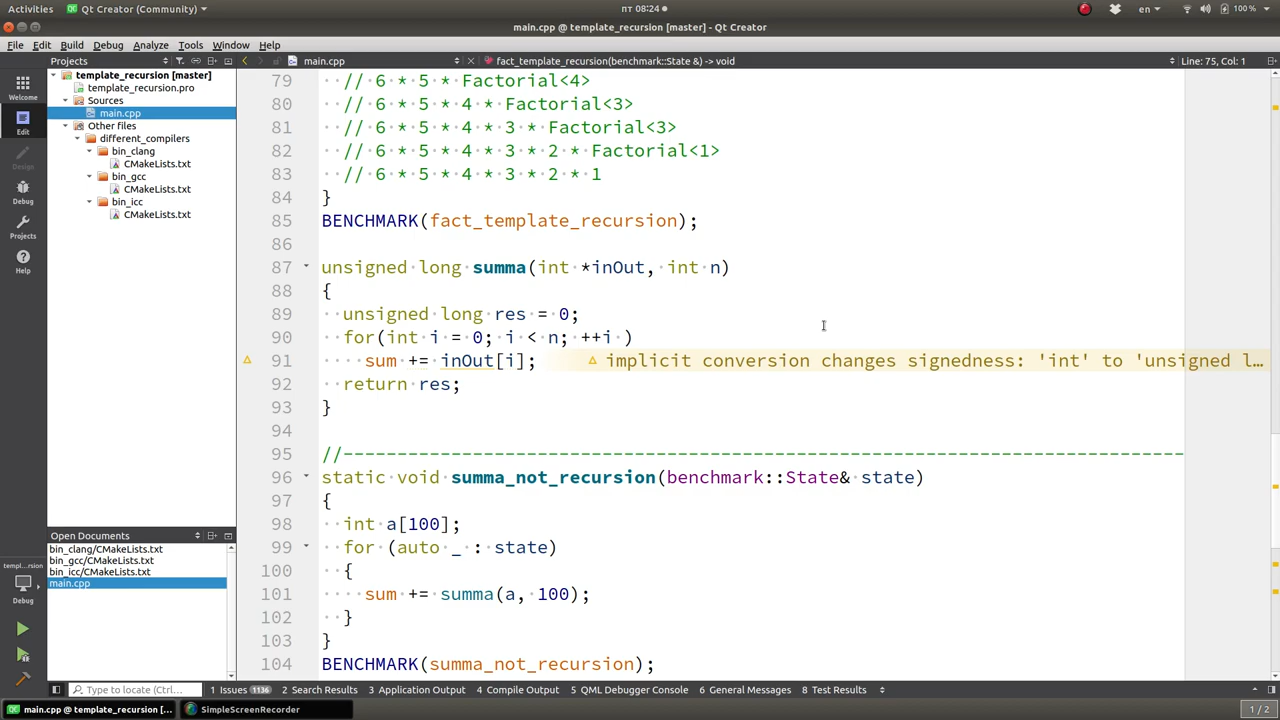 Activities Qt Creator (Community) пт 08:24 en 100 %
main.cpp @ template_recursion [master] - Qt Creator
File Edit Build Debug Analyze Tools Window Help
Projects main.cpp fact_template_recursion(benchmark::State &) -> void Line: 75, Col: 1
template_recursion [master]
template_recursion.pro
Sources
main.cpp
Other files
different_compilers
bin_clang
CMakeLists.txt
bin_gcc
CMakeLists.txt
bin_icc
CMakeLists.txt
Welcome
Edit
Design
Debug
Projects
Help
79 // 6 * 5 * Factorial<4>
80 // 6 * 5 * 4 * Factorial<3>
81 // 6 * 5 * 4 * 3 * Factorial<3>
82 // 6 * 5 * 4 * 3 * 2 * Factorial<1>
83 // 6 * 5 * 4 * 3 * 2 * 1
84 }
85 BENCHMARK(fact_template_recursion);
86
87 unsigned long summa(int *inOut, int n)
88 {
89 unsigned long res = 0;
90 for(int i = 0; i < n; ++i )
91 sum += inOut[i]; implicit conversion changes signedness: 'int' to 'unsigned l…
92 return res;
93 }
94
95 //------------------------------------------------------------------------------
96 static void summa_not_recursion(benchmark::State& state)
97 {
98 int a[100];
99 for (auto _ : state)
100 {
101 sum += summa(a, 100);
102 }
103 }
104 BENCHMARK(summa_not_recursion);
Open Documents
bin_clang/CMakeLists.txt
bin_gcc/CMakeLists.txt
bin_icc/CMakeLists.txt
main.cpp
templ...rsion
Debug
Type to locate (Ctrl... 1 Issues 1136 2 Search Results 3 Application Output 4 Compile Output 5 QML Debugger Console 6 General Messages 8 Test Results
main.cpp @ template_recursion [... SimpleScreenRecorder 1 / 2